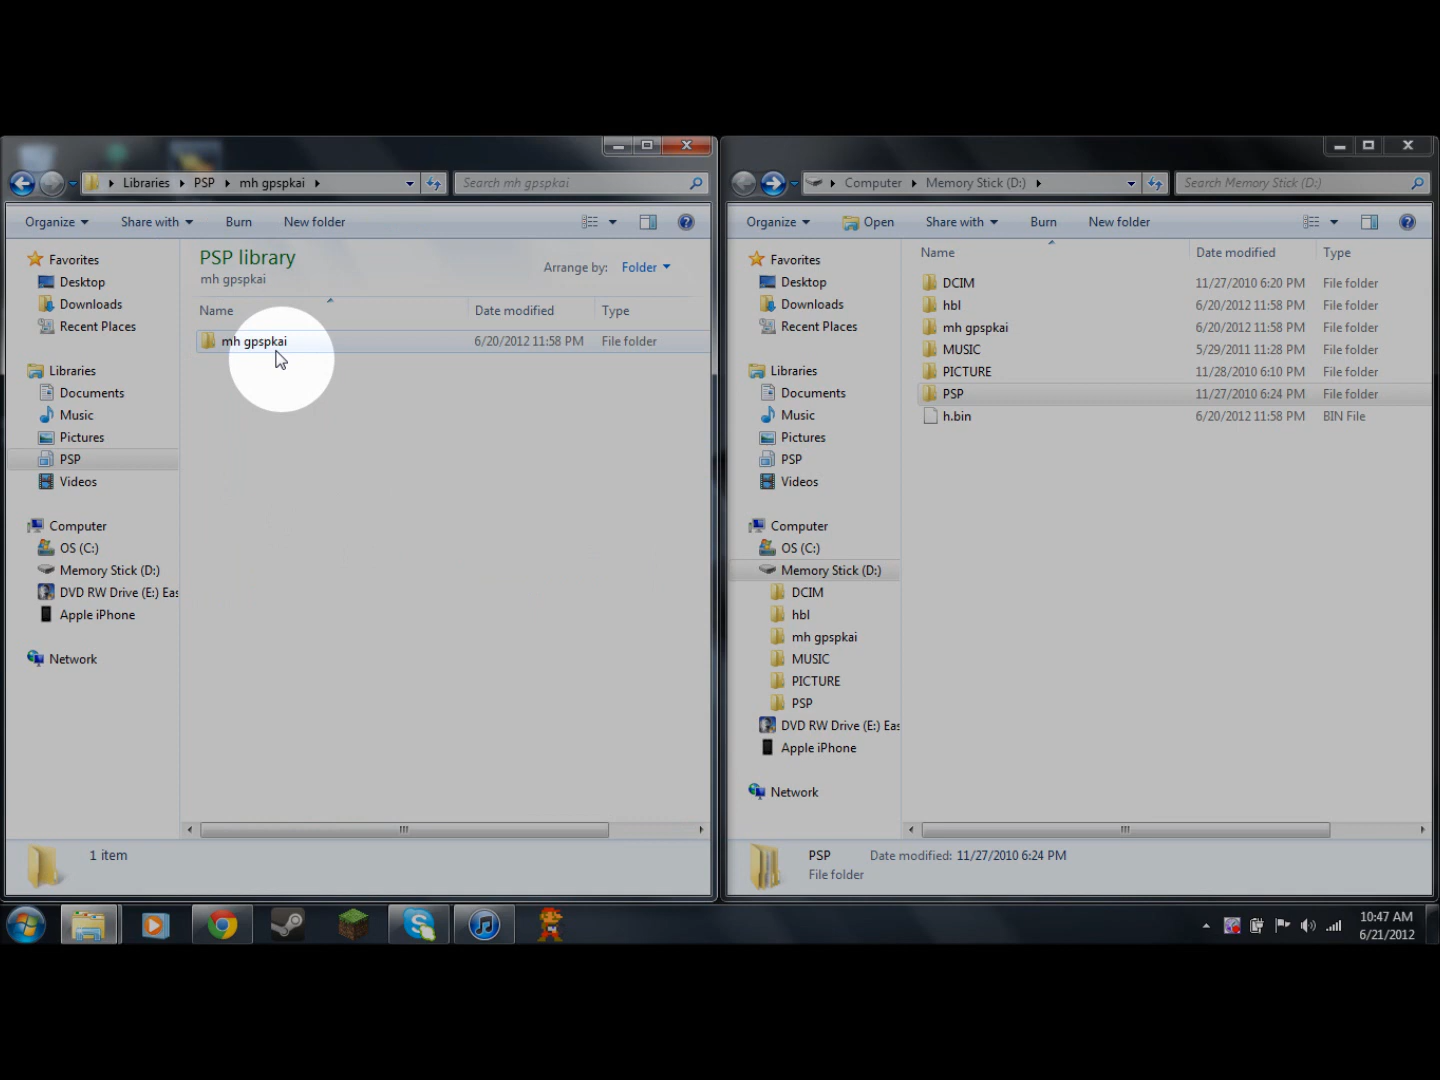 Libraries PSP mh gpspkai
Search mh gpspkai
Organize Share with Burn New folder
Favorites
Desktop
Downloads
Recent Places
Libraries
Documents
Music
Pictures
PSP
Videos
Computer
OS (C:)
Memory Stick (D:)
DVD RW Drive (E:) Eas
Apple iPhone
Network
PSP library
mh gpspkai
Arrange by: Folder
Name Date modified Type
mh gpspkai 6/20/2012 11:58 PM File folder
1 item
Computer Memory Stick (D:)
Search Memory Stick (D:)
Organize Open Share with Burn New folder
Favorites
Desktop
Downloads
Recent Places
Libraries
Documents
Music
Pictures
PSP
Videos
Computer
OS (C:)
Memory Stick (D:)
DCIM
hbl
mh gpspkai
MUSIC
PICTURE
PSP
DVD RW Drive (E:) Eas
Apple iPhone
Network
Name Date modified Type
DCIM 11/27/2010 6:20 PM File folder
hbl 6/20/2012 11:58 PM File folder
mh gpspkai 6/20/2012 11:58 PM File folder
MUSIC 5/29/2011 11:28 PM File folder
PICTURE 11/28/2010 6:10 PM File folder
PSP 11/27/2010 6:24 PM File folder
h.bin 6/20/2012 11:58 PM BIN File
PSP Date modified: 11/27/2010 6:24 PM
File folder
10:47 AM
6/21/2012